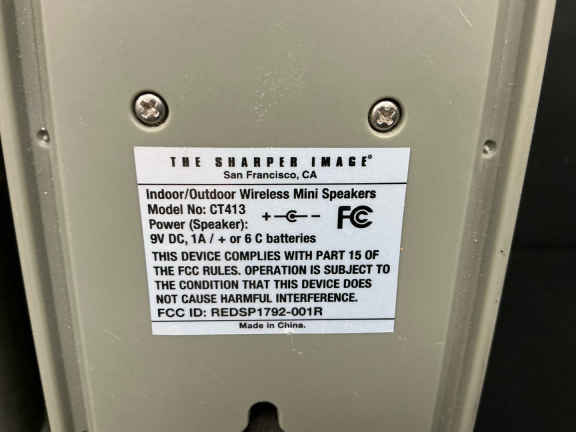 THE SHARPER IMAGE®
San Francisco, CA
Indoor/Outdoor Wireless Mini Speakers
Model No: CT413
+ - FC
Power (Speaker):
9V DC, 1A / + or 6 C batteries
THIS DEVICE COMPLIES WITH PART 15 OF
THE FCC RULES. OPERATION IS SUBJECT TO
THE CONDITION THAT THIS DEVICE DOES
NOT CAUSE HARMFUL INTERFERENCE.
FCC ID: REDSP1792-001R
Made in China.